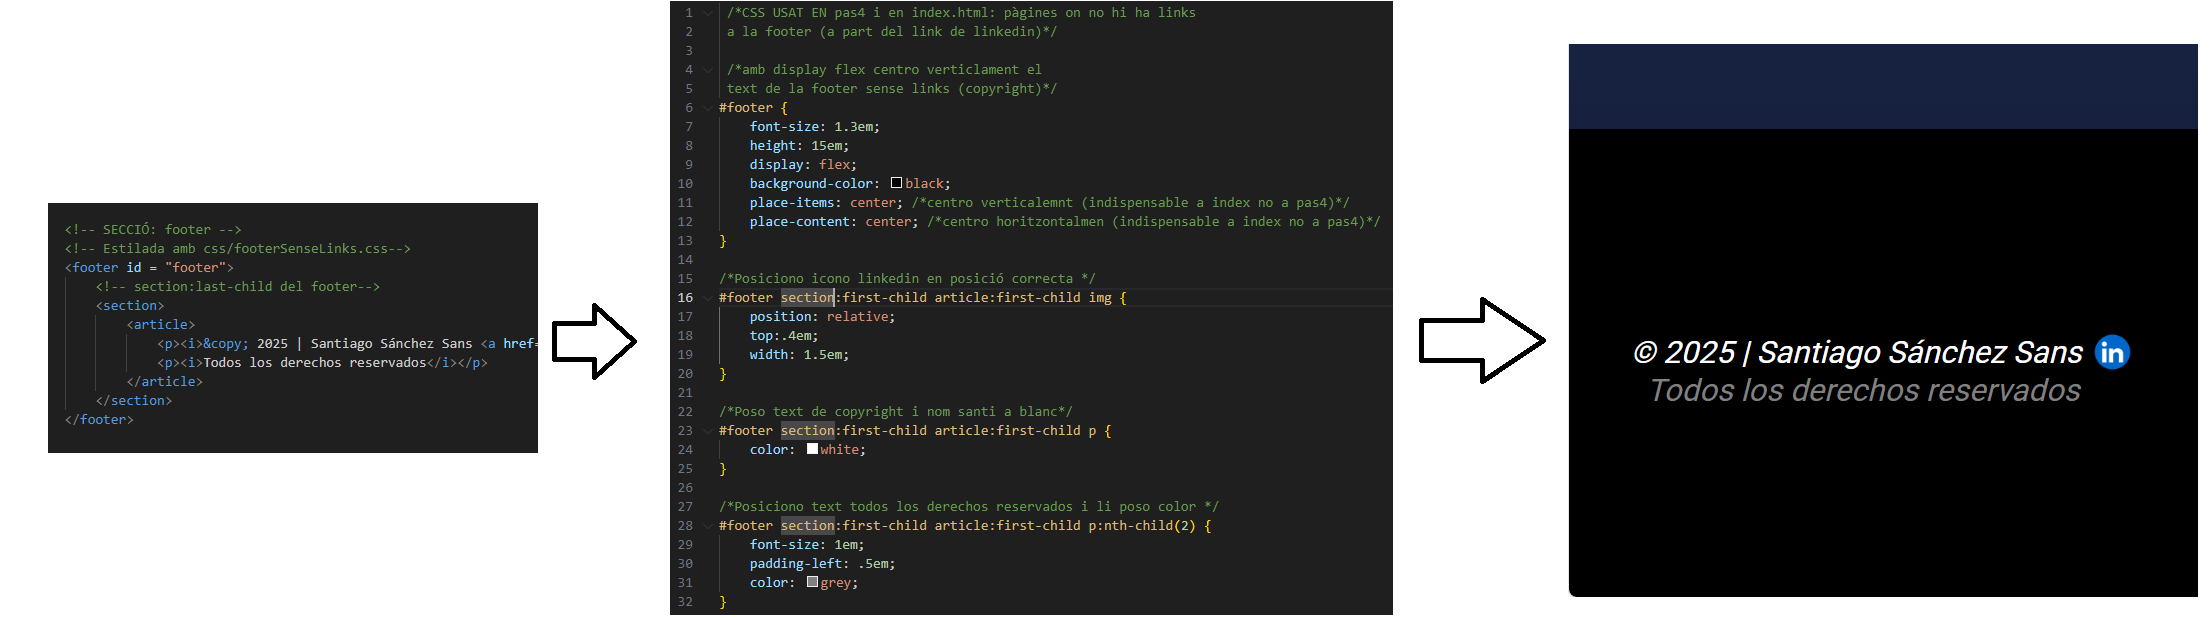 <!-- SECCIÓ: footer -->
<!-- Estilada amb css/footerSenseLinks.css-->
<footer id = "footer">
<!-- section:last-child del footer-->
<section>
<article>
<p><i>&copy; 2025 | Santiago Sánchez Sans <a href=
<p><i>Todos los derechos reservados</i></p>
</article>
</section>
</footer>
1 /*CSS USAT EN pas4 i en index.html: pàgines on no hi ha links
2 a la footer (a part del link de linkedin)*/
3
4 /*amb display flex centro verticlament el
5 text de la footer sense links (copyright)*/
6 #footer {
7 font-size: 1.3em;
8 height: 15em;
9 display: flex;
10 background-color: black;
11 place-items: center; /*centro verticalemnt (indispensable a index no a pas4)*/
12 place-content: center; /*centro horitzontalmen (indispensable a index no a pas4)*/
13 }
14
15 /*Posiciono icono linkedin en posició correcta */
16 #footer section:first-child article:first-child img {
17 position: relative;
18 top:.4em;
19 width: 1.5em;
20 }
21
22 /*Poso text de copyright i nom santi a blanc*/
23 #footer section:first-child article:first-child p {
24 color: white;
25 }
26
27 /*Posiciono text todos los derechos reservados i li poso color */
28 #footer section:first-child article:first-child p:nth-child(2) {
29 font-size: 1em;
30 padding-left: .5em;
31 color: grey;
32 }
© 2025 | Santiago Sánchez Sans in
Todos los derechos reservados